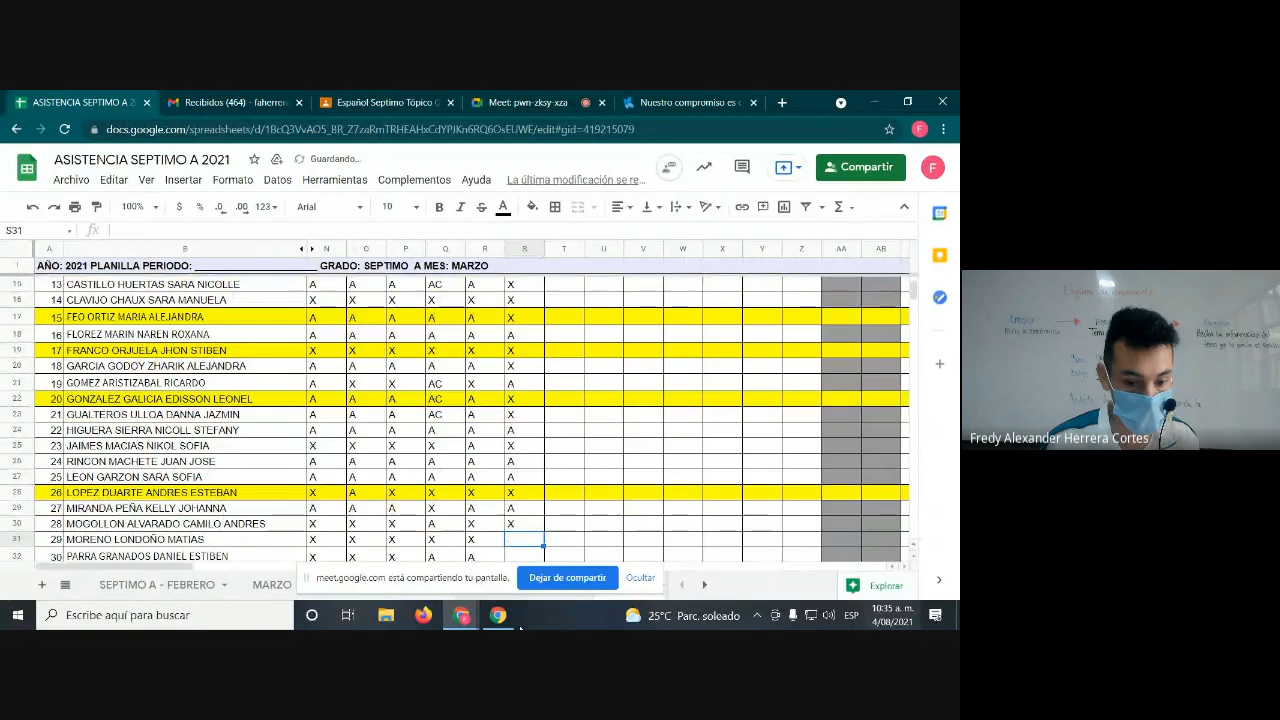 ASISTENCIA SEPTIMO A 2
Recibidos (464) - faherrer
Español Septimo Tópico
Meet: pwn-zksy-xza
Nuestro compromiso es c
docs.google.com/spreadsheets/d/1BcQ3VvAO5_8R_Z7zaRmTRHEAHxCdYPJKn6RQ6OsEUWE/edit#gid=419215079
F
ASISTENCIA SEPTIMO A 2021
Guardando...
Archivo Editar Ver Insertar Formato Datos Herramientas Complementos Ayuda La última modificación se re...
Compartir
F
100% $ % .0 .00 123 Arial 10 B I S A
S31 fx
A B N O P Q R S T U V W X Y Z AA AB
1 AÑO: 2021 PLANILLA PERIODO: ____________________ GRADO: SEPTIMO A MES: MARZO
15 13 CASTILLO HUERTAS SARA NICOLLE A A A AC A X
16 14 CLAVIJO CHAUX SARA MANUELA X X X X X X
17 15 FEO ORTIZ MARIA ALEJANDRA A A A A A X
18 16 FLOREZ MARIN NAREN ROXANA A A A A A A
19 17 FRANCO ORJUELA JHON STIBEN X X X X X X
20 18 GARCIA GODOY ZHARIK ALEJANDRA A A A A A X
21 19 GOMEZ ARISTIZABAL RICARDO A X X AC X A
22 20 GONZALEZ GALICIA EDISSON LEONEL A A A AC A X
23 21 GUALTEROS ULLOA DANNA JAZMIN A A A AC A X
24 22 HIGUERA SIERRA NICOLL STEFANY A A A A A A
25 23 JAIMES MACIAS NIKOL SOFIA X X X A X X
26 24 RINCON MACHETE JUAN JOSE A A A A A A
27 25 LEON GARZON SARA SOFIA A A A A A A
28 26 LOPEZ DUARTE ANDRES ESTEBAN X A X X X X
29 27 MIRANDA PEÑA KELLY JOHANNA A A A A A A
30 28 MOGOLLON ALVARADO CAMILO ANDRES X X X A X X
31 29 MORENO LONDOÑO MATIAS X X X X X
32 30 PARRA GRANADOS DANIEL ESTIBEN X X X A A
SEPTIMO A - FEBRERO
MARZO
meet.google.com está compartiendo tu pantalla.
Dejar de compartir
Ocultar
Explorar
Escribe aquí para buscar
25°C Parc. soleado
ESP
10:35 a. m.
4/08/2021
Emisor
Fredy Alexander Herrera Cortes